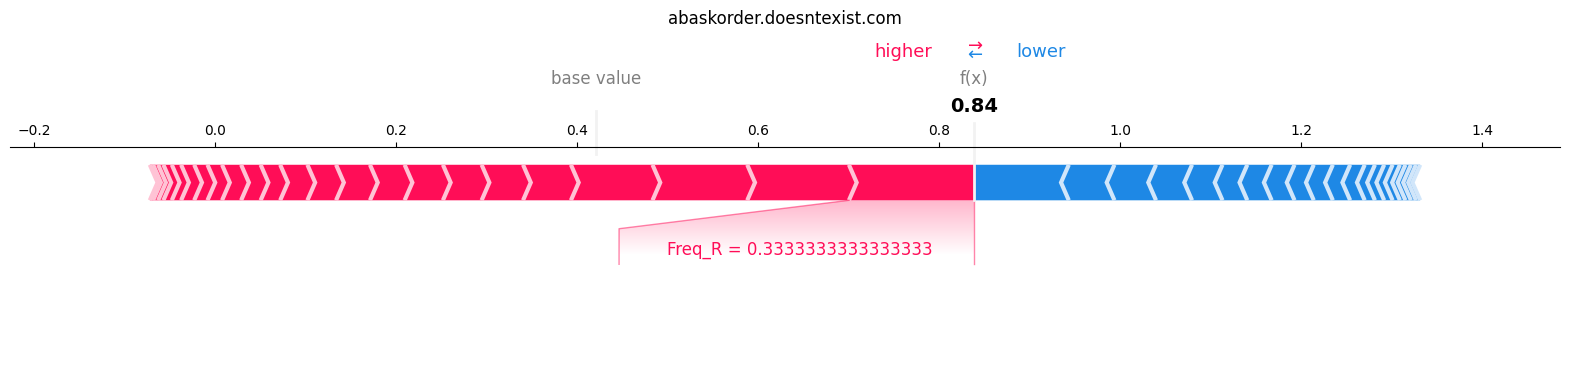 abaskorder.doesntexist.com
higher → ← lower
base value f(x)
0.84
−0.2 0.0 0.2 0.4 0.6 0.8 1.0 1.2 1.4
Freq_R = 0.3333333333333333